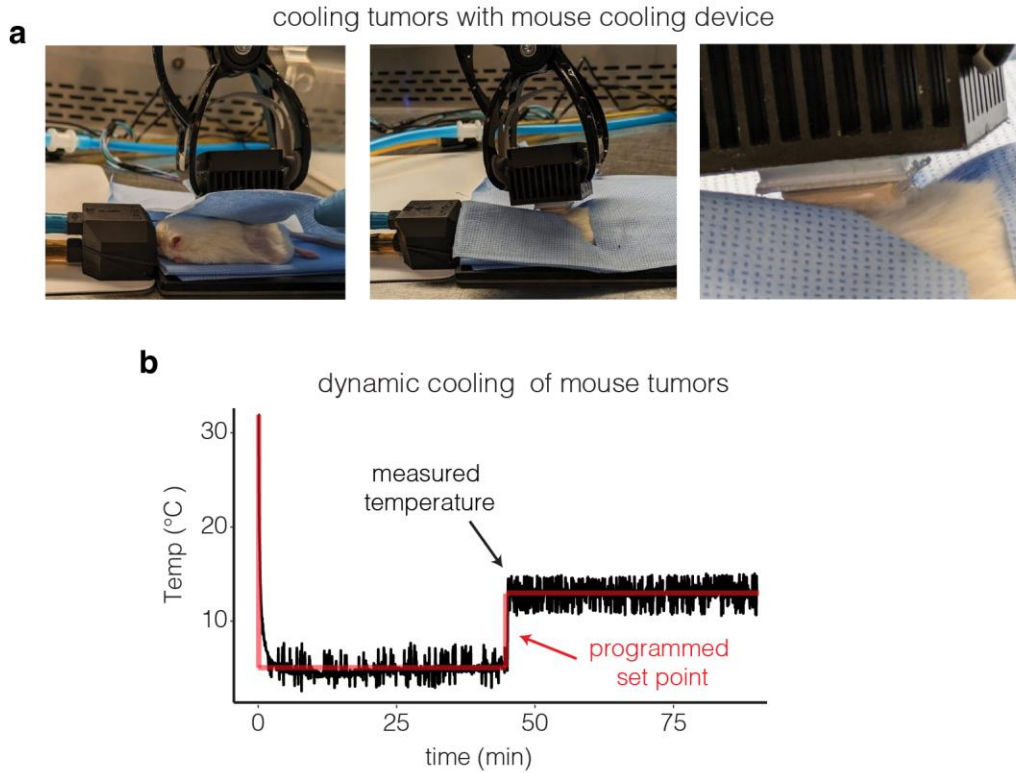 cooling tumors with mouse cooling device
a
b
dynamic cooling of mouse tumors
30
20
10
Temp (°C )
measured
temperature
programmed
set point
0
25
50
75
time (min)